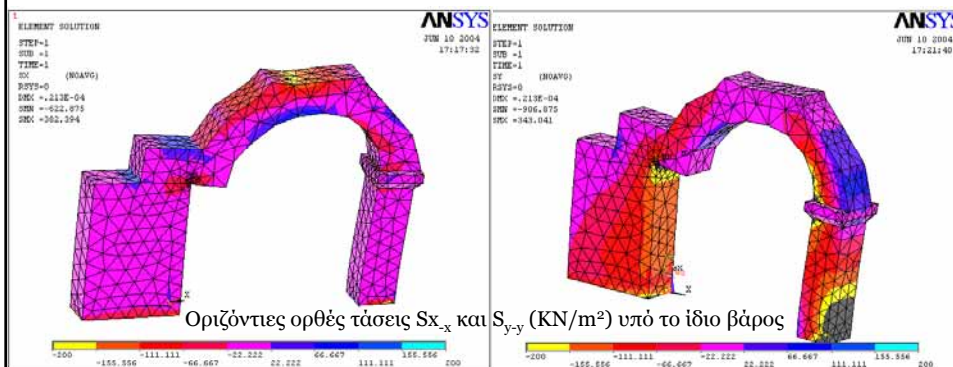 1
ELEMENT SOLUTION
STEP=1
SUB =1
TIME=1
SX (NOAVG)
RSYS=0
DMX =.213E-04
SMN =-622.875
SMX =382.394
ANSYS
JUN 10 2004
17:17:32
X
Οριζόντιες ορθές τάσεις Sx-x και Sy-y (KN/m²) υπό το ίδιο βάρος
-200 -155.556 -111.111 -66.667 -22.222 22.222 66.667 111.111 155.556 200
ELEMENT SOLUTION
STEP=1
SUB =1
TIME=1
SY (NOAVG)
RSYS=0
DMX =.213E-04
SMN =-906.875
SMX =343.041
ANSYS
JUN 10 2004
17:21:40
X
Z
-200 -155.556 -111.111 -66.667 -22.222 22.222 66.667 111.111 155.556 200